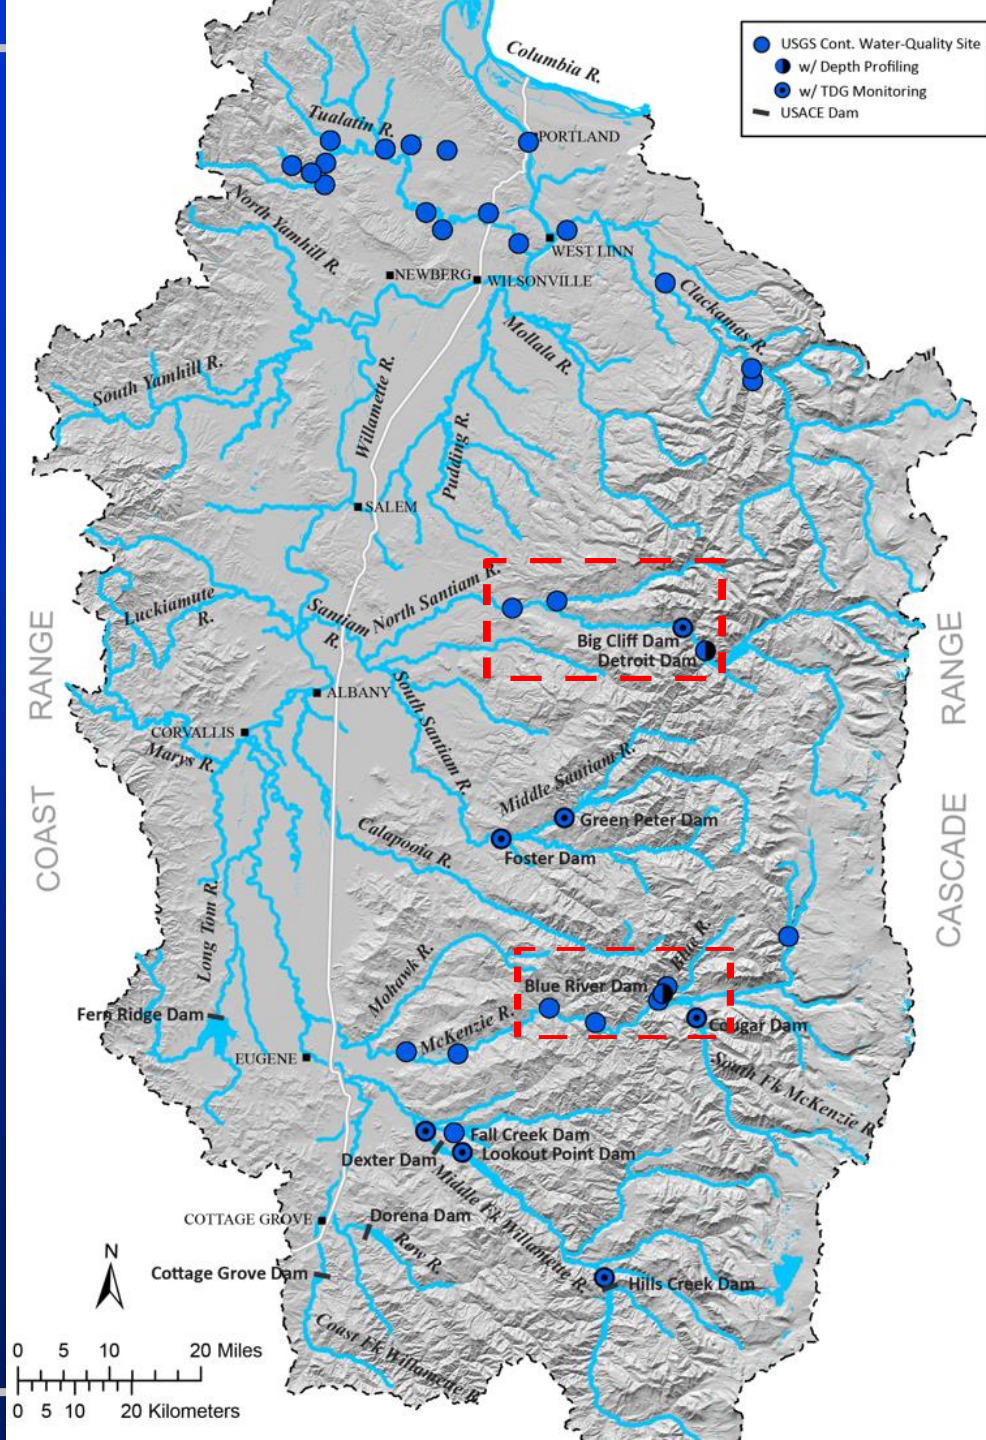 Columbia R.
USGS Cont. Water-Quality Site
w/ Depth Profiling
w/ TDG Monitoring
USACE Dam
Tualatin R.
PORTLAND
North Yamhill R.
WEST LINN
NEWBERG
WILSONVILLE
Clackamas R.
Mollala R.
South Yamhill R.
Willamette R.
Pudding R.
SALEM
North Santiam R.
Luckiamute
R.
Santiam
R.
Big Cliff Dam
Detroit Dam
COAST RANGE
CASCADE RANGE
ALBANY
South Santiam R.
CORVALLIS
Marys R.
Middle Santiam R.
Green Peter Dam
Foster Dam
Calapooia R.
Long Tom R.
Mohawk R.
Blue R.
Blue River Dam
Fern Ridge Dam
McKenzie R.
Cougar Dam
EUGENE
South Fk McKenzie R.
Fall Creek Dam
Lookout Point Dam
Dexter Dam
Middle Fk Willamette R.
COTTAGE GROVE
Dorena Dam
Row R.
Cottage Grove Dam
Hills Creek Dam
Coast Fk Willamette R.
N
0 5 10 20 Miles
0 5 10 20 Kilometers